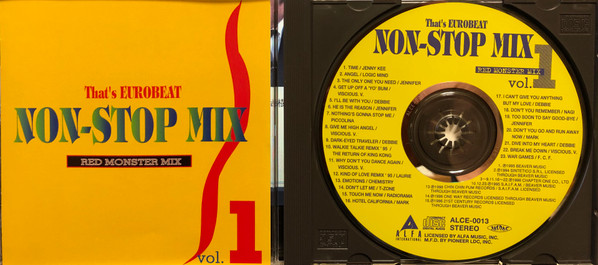 That's EUROBEAT
NON-STOP MIX
RED MONSTER MIX
vol. 1
That's EUROBEAT
NON-STOP MIX
RED MONSTER MIX
vol. 1
1. TIME / JENNY KEE
2. ANGEL / LOGIC MIND
3. THE ONLY ONE YOU NEED / JENNIFER
4. GET UP OFF A 'YO' BUM /
VISCIOUS. V.
5. I'LL BE WITH YOU / DEBBIE
6. HE IS THE REASON / JENNIFER
7. NOTHING'S GONNA STOP ME /
PICCOLINA
8. GIVE ME HIGH ANGEL /
VISCIOUS. V.
9. DARK-EYED TRAVELER / DEBBIE
10. WALKIE TALKIE REMIX '95 /
THE RETURN OF KING KONG
11. WHY DON'T YOU DANCE AGAIN /
VISCIOUS. V.
12. KIND OF LOVE REMIX '95 / LAURIE
13. EMOTIONS / CHEMISTRY
14. DON'T LET ME / T-ZONE
15. TOUCH ME NOW / RADIORAMA
16. HOTEL CALIFORNIA / MARK
17. I CAN'T GIVE YOU ANYTHING
BUT MY LOVE / DEBBIE
18. DON'T YOU REMEMBER / NAGI
19. TOO SOON TO SAY GOOD-BYE /
JENNIFER
20. DON'T YOU GO AND RUN AWAY
NOW / MARK
21. DIVE INTO MY HEART / DEBBIE
22. BREAK ME DOWN / VISCIOUS. V.
23. WAR GAMES / F. C. F.
ALFA
INTERNATIONAL
COMPACT
disc
DIGITAL AUDIO
ALCE-0013
STEREO
LICENSED BY ALFA MUSIC, INC.
M.F.D. BY PIONEER LDC, INC.